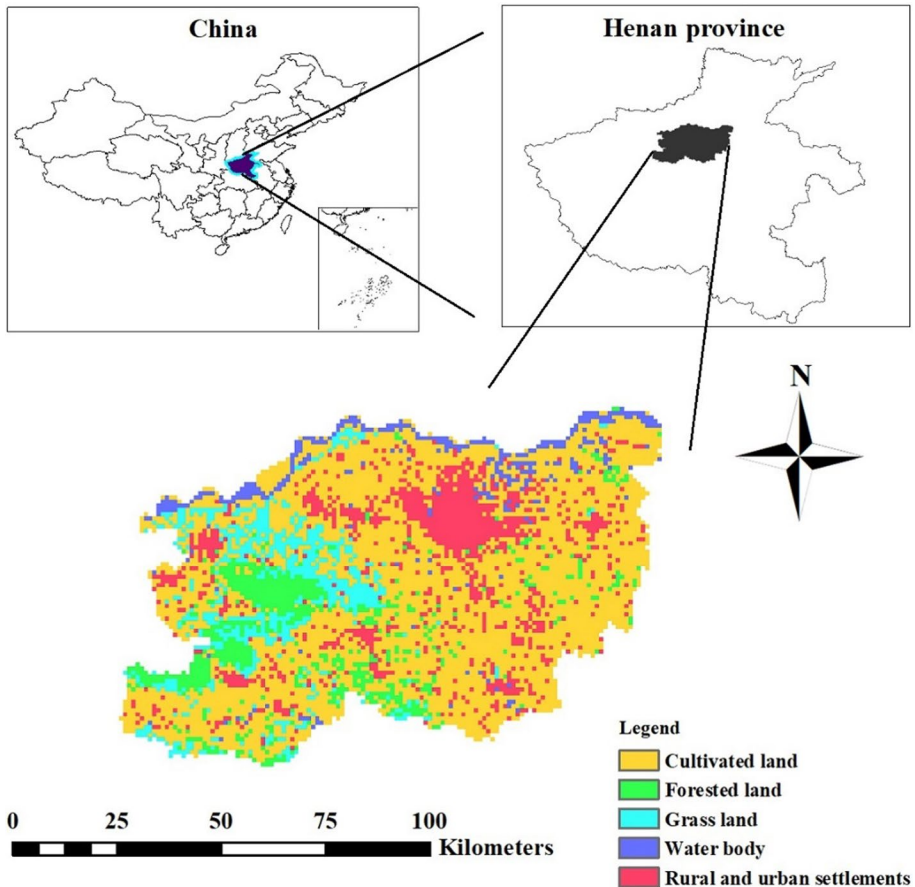 China
Henan province
N
Legend
Cultivated land
Forested land
Grass land
Water body
Rural and urban settlements
0 25 50 75 100
Kilometers